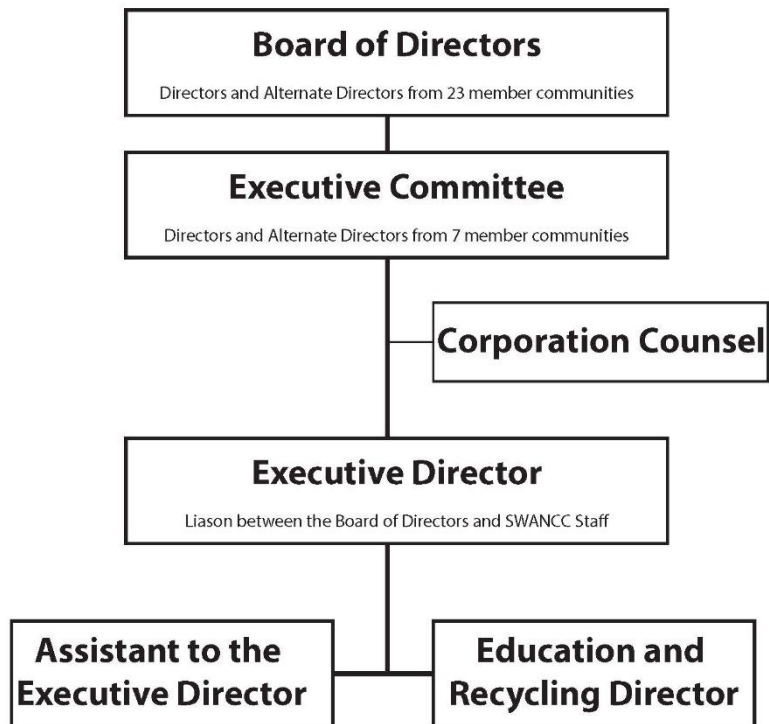 Board of Directors
Directors and Alternate Directors from 23 member communities
Executive Committee
Directors and Alternate Directors from 7 member communities
Corporation Counsel
Executive Director
Liason between the Board of Directors and SWANCC Staff
Assistant to the
Executive Director
Education and
Recycling Director